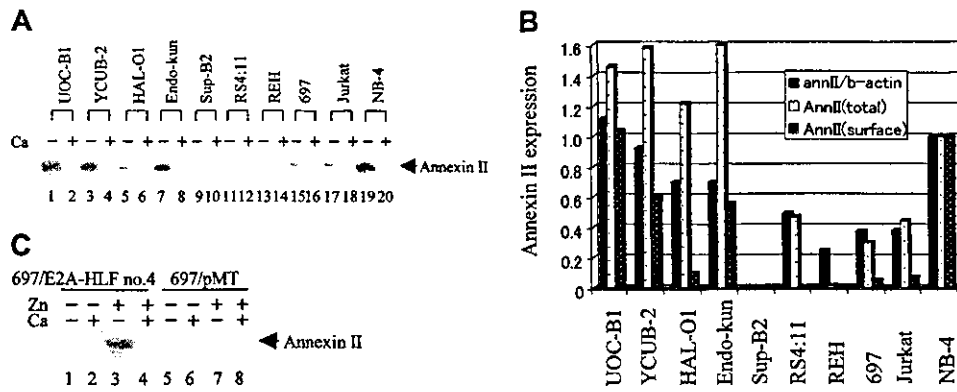 A
UOC-B1
YCUB-2
HAL-O1
Endo-kun
Sup-B2
RS4:11
REH
697
Jurkat
NB-4
Ca − + − + − + − + − + − + − + − + − + − +
Annexin II
1 2 3 4 5 6 7 8 9 10 11 12 13 14 15 16 17 18 19 20
C
697/E2A-HLF no.4 697/pMT
Zn − − + + − − + +
Ca − + − + − + − +
Annexin II
1 2 3 4 5 6 7 8
B
Annexin II expression
1.6
1.4
1.2
1.0
0.8
0.6
0.4
0.2
0
annII/b-actin
AnnII(total)
AnnII(surface)
UOC-B1
YCUB-2
HAL-O1
Endo-kun
Sup-B2
RS4:11
REH
697
Jurkat
NB-4